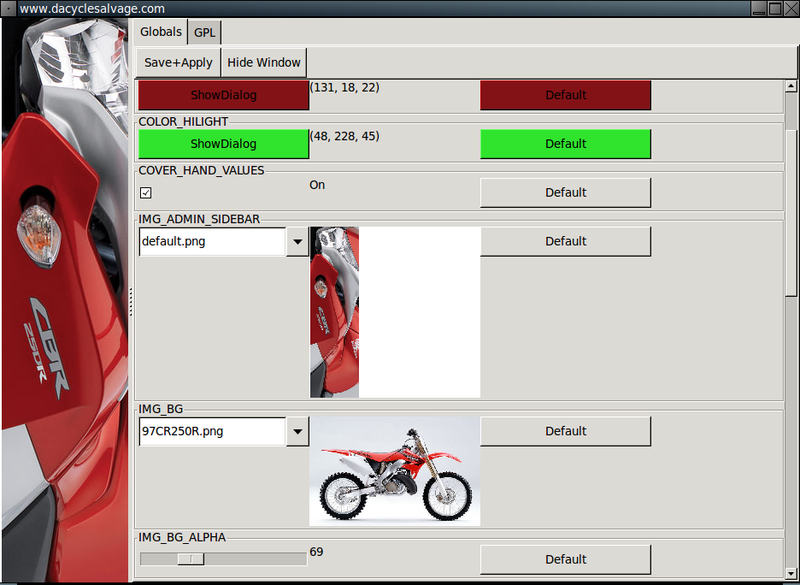 www.dacyclesalvage.com
Globals GPL
Save+Apply Hide Window
ShowDialog (131, 18, 22) Default
COLOR_HILIGHT
ShowDialog (48, 228, 45) Default
COVER_HAND_VALUES
On Default
IMG_ADMIN_SIDEBAR
default.png Default
CBR
250R
IMG_BG
97CR250R.png Default
IMG_BG_ALPHA
69 Default